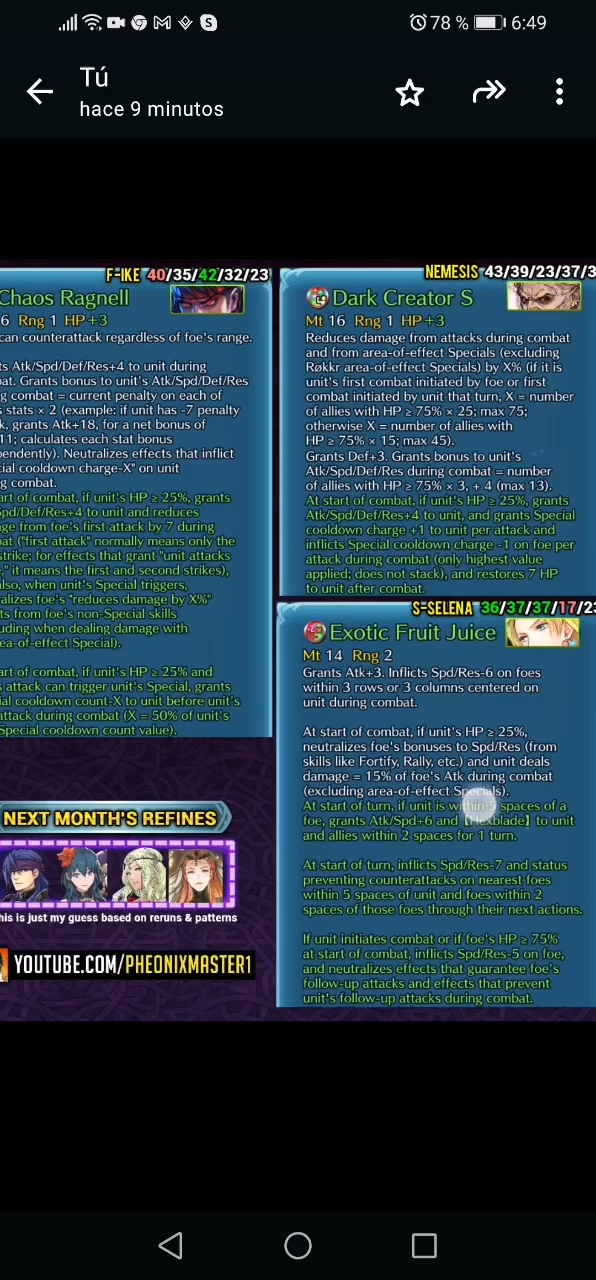 78 % 6:49
Tú
hace 9 minutos
F-IKE 40/35/42/32/23
Chaos Ragnell
6 Rng 1 HP+3
can counterattack regardless of foe's range.
ts Atk/Spd/Def/Res+4 to unit during
bat. Grants bonus to unit's Atk/Spd/Def/Res
g combat = current penalty on each of
s stats × 2 (example: if unit has -7 penalty
k, grants Atk+18, for a net bonus of
11; calculates each stat bonus
pendently). Neutralizes effects that inflict
cial cooldown charge-X" on unit
g combat.
art of combat, if unit's HP ≥ 25%, grants
Spd/Def/Res+4 to unit and reduces
ge from foe's first attack by 7 during
bat ("first attack" normally means only the
strike; for effects that grant "unit attacks
," it means the first and second strikes),
also, when unit's Special triggers,
ralizes foe's "reduces damage by X%"
ts from foe's non-Special skills
uding when dealing damage with
ea-of-effect Special).
art of combat, if unit's HP ≥ 25% and
s attack can trigger unit's Special, grants
ial cooldown count-X to unit before unit's
attack during combat (X = 50% of unit's
Special cooldown count value).
NEXT MONTH'S REFINES
his is just my guess based on reruns & patterns
YOUTUBE.COM/PHEONIXMASTER1
NEMESIS 43/39/23/37/3
Dark Creator S
Mt 16 Rng 1 HP+3
Reduces damage from attacks during combat
and from area-of-effect Specials (excluding
Røkkr area-of-effect Specials) by X% (if it is
unit's first combat initiated by foe or first
combat initiated by unit that turn, X = number
of allies with HP ≥ 75% × 25; max 75;
otherwise X = number of allies with
HP ≥ 75% × 15; max 45).
Grants Def+3. Grants bonus to unit's
Atk/Spd/Def/Res during combat = number
of allies with HP ≥ 75% × 3, + 4 (max 13).
At start of combat, if unit's HP ≥ 25%, grants
Atk/Spd/Def/Res+4 to unit, and grants Special
cooldown charge +1 to unit per attack and
inflicts Special cooldown charge -1 on foe per
attack during combat (only highest value
applied; does not stack), and restores 7 HP
to unit after combat.
S-SELENA 36/37/37/17/23
Exotic Fruit Juice
Mt 14 Rng 2
Grants Atk+3. Inflicts Spd/Res-6 on foes
within 3 rows or 3 columns centered on
unit during combat.
At start of combat, if unit's HP ≥ 25%,
neutralizes foe's bonuses to Spd/Res (from
skills like Fortify, Rally, etc.) and unit deals
damage = 15% of foe's Atk during combat
(excluding area-of-effect Specials).
At start of turn, if unit is within 5 spaces of a
foe, grants Atk/Spd+6 and【Hexblade】to unit
and allies within 2 spaces for 1 turn.
At start of turn, inflicts Spd/Res-7 and status
preventing counterattacks on nearest foes
within 5 spaces of unit and foes within 2
spaces of those foes through their next actions.
If unit initiates combat or if foe's HP ≥ 75%
at start of combat, inflicts Spd/Res-5 on foe,
and neutralizes effects that guarantee foe's
follow-up attacks and effects that prevent
unit's follow-up attacks during combat.